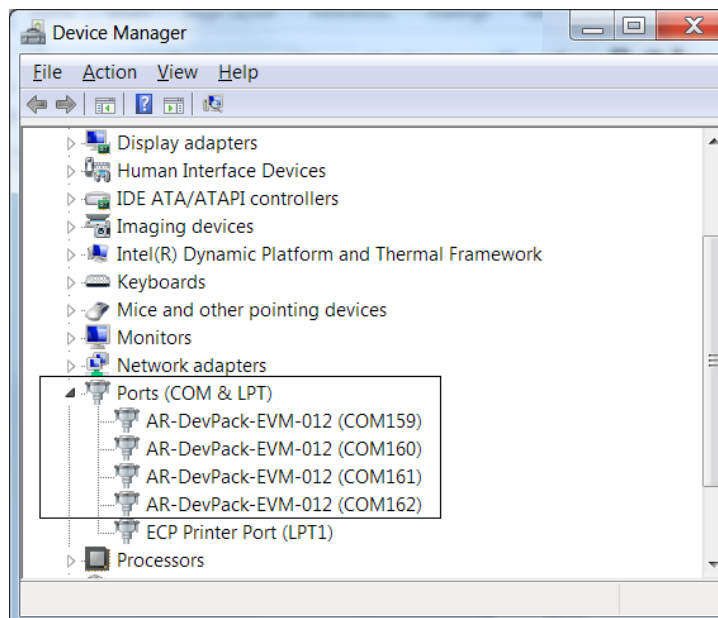 Device Manager
File Action View Help
Display adapters
Human Interface Devices
IDE ATA/ATAPI controllers
Imaging devices
Intel(R) Dynamic Platform and Thermal Framework
Keyboards
Mice and other pointing devices
Monitors
Network adapters
Ports (COM & LPT)
AR-DevPack-EVM-012 (COM159)
AR-DevPack-EVM-012 (COM160)
AR-DevPack-EVM-012 (COM161)
AR-DevPack-EVM-012 (COM162)
ECP Printer Port (LPT1)
Processors